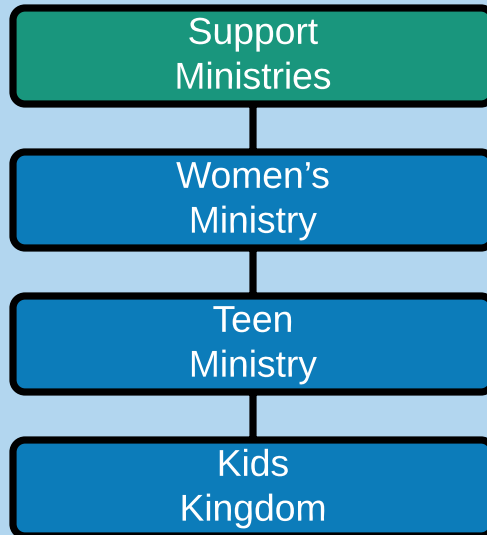 Support
Ministries
Women’s
Ministry
Teen
Ministry
Kids
Kingdom